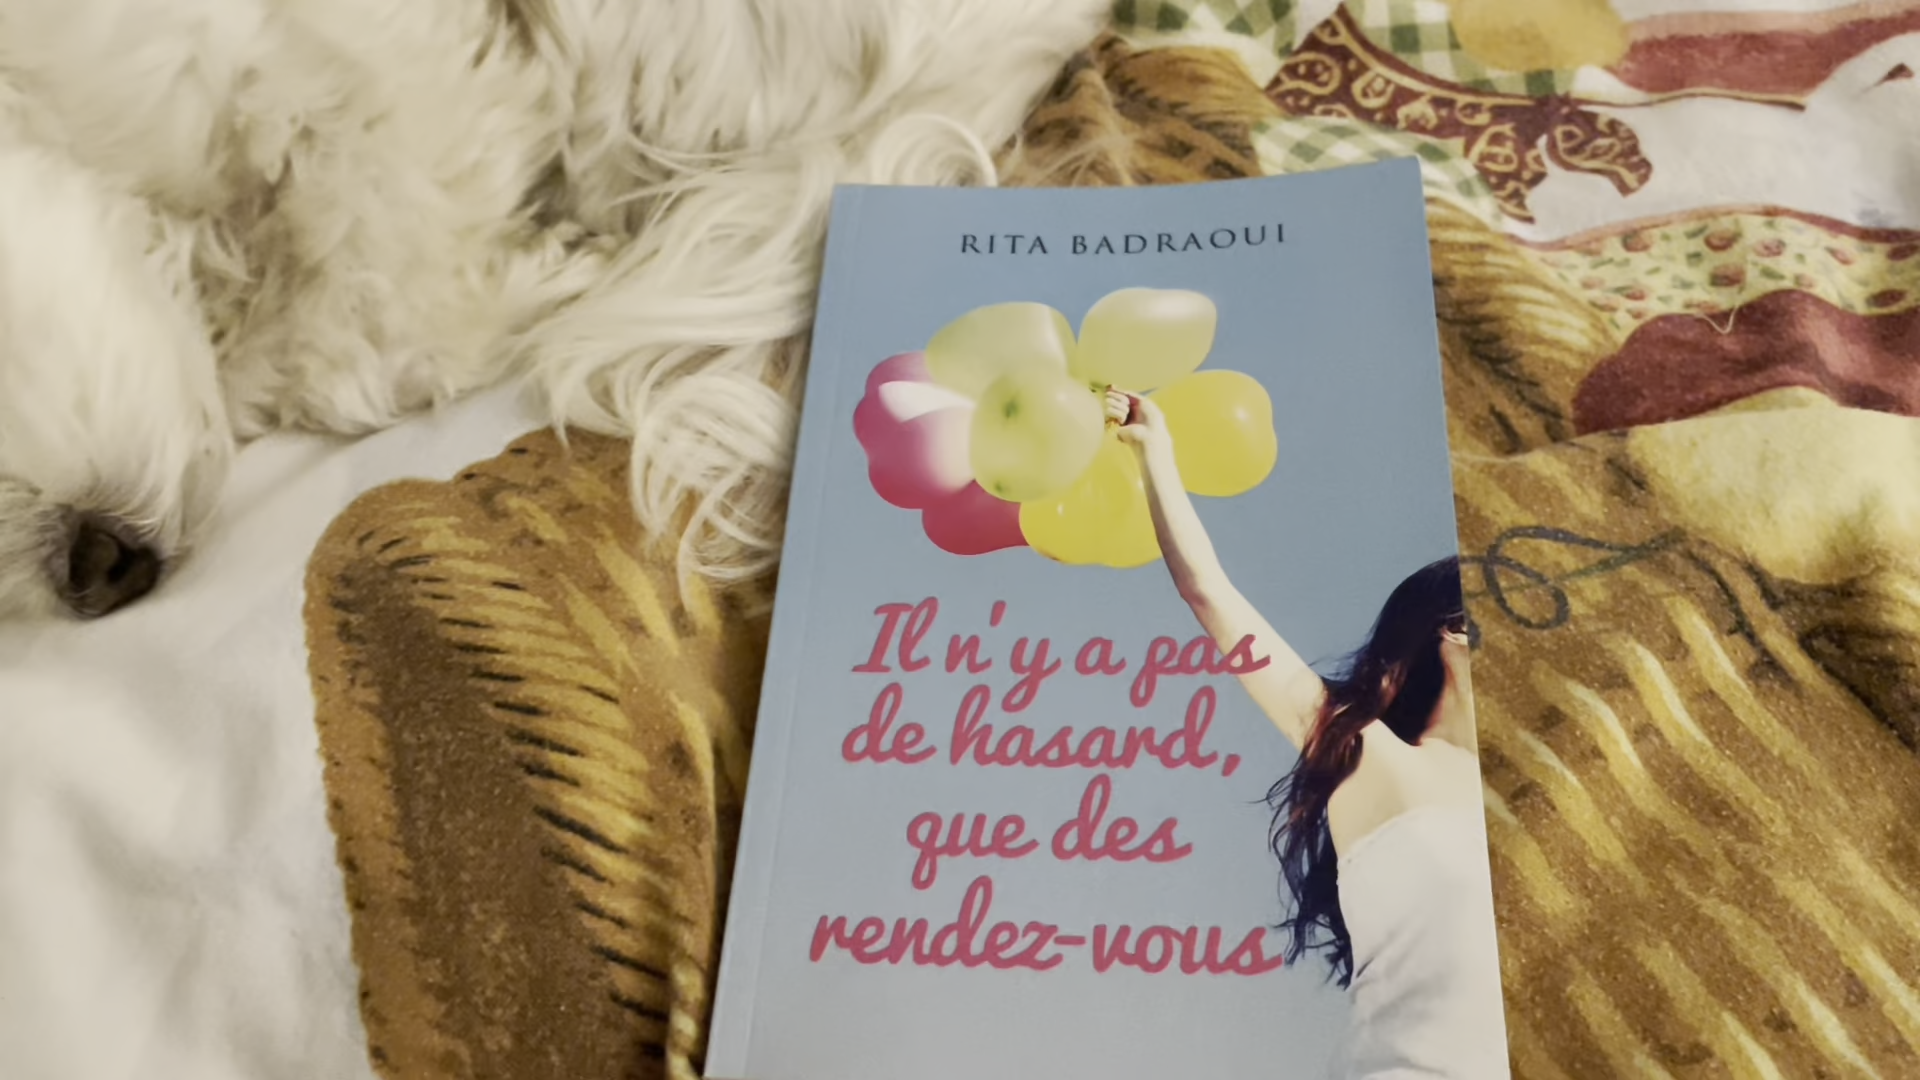 RITA BADRAOUI
Il n'y a pas
de hasard,
que des
rendez-vous